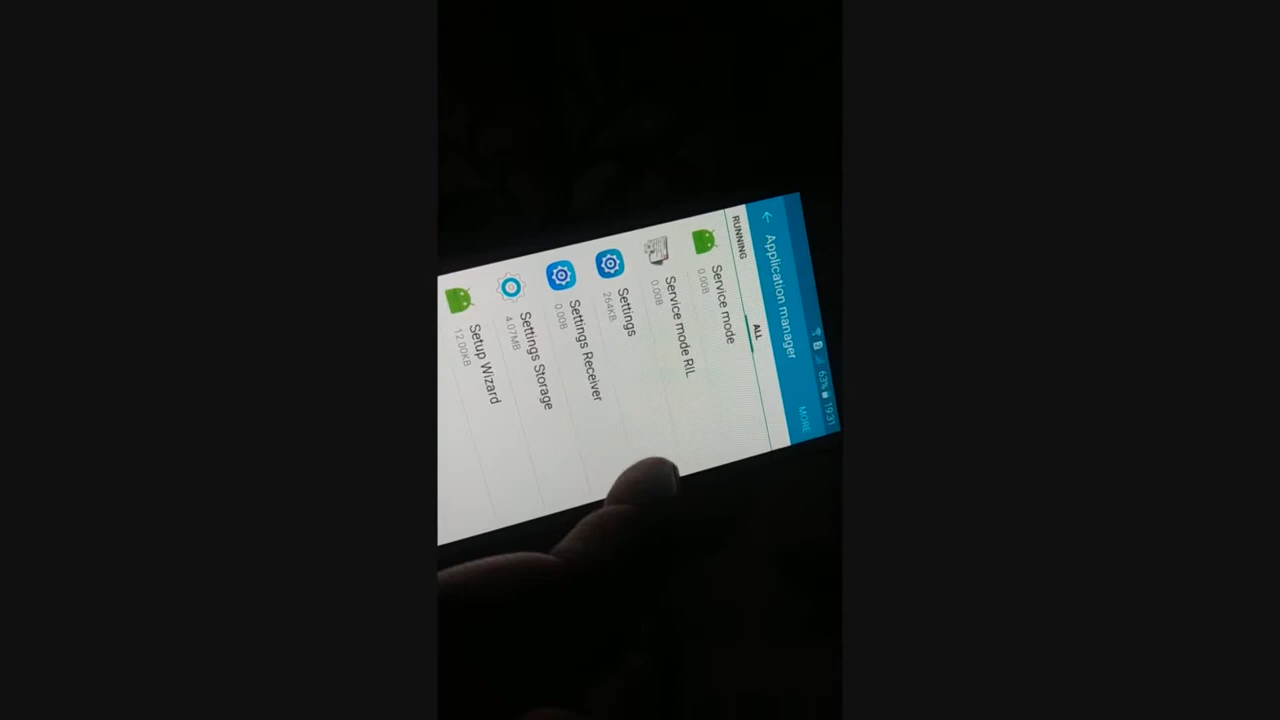 63% 19:31
Application manager
MORE
RUNNING
ALL
Service mode
0.00B
Service mode RIL
0.00B
Settings
264KB
Settings Receiver
0.00B
Settings Storage
4.07MB
Setup Wizard
12.00KB